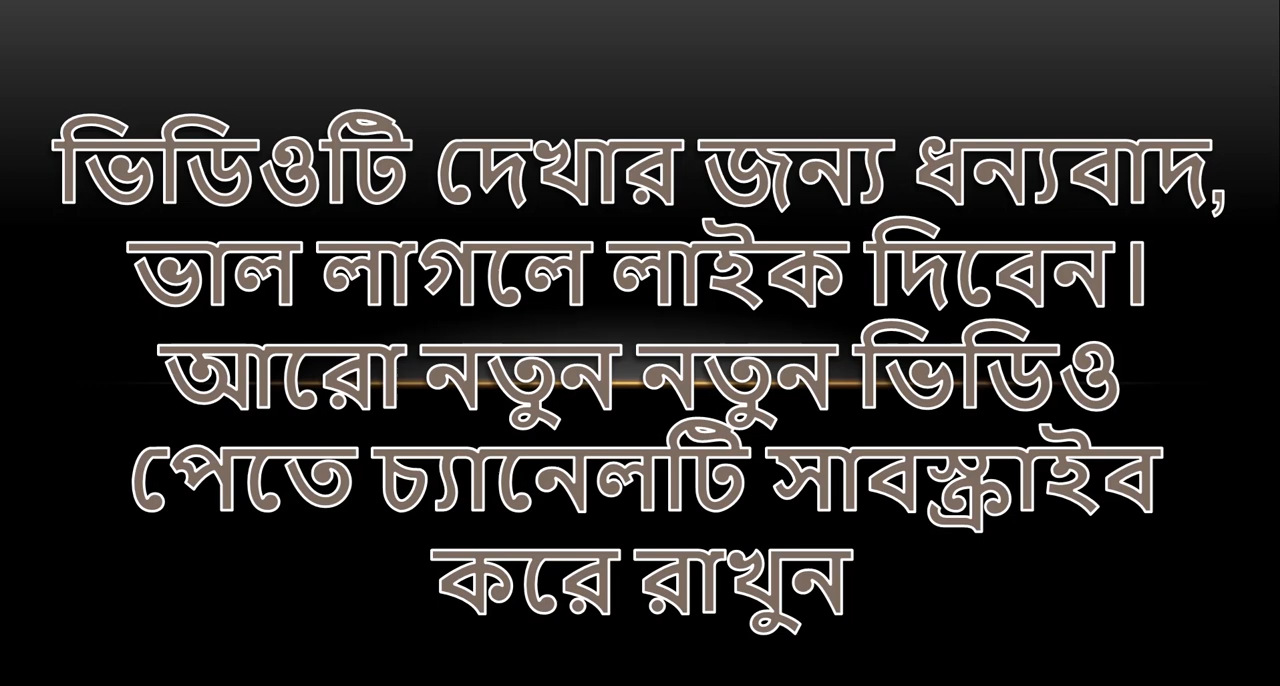 ভিডিওটি দেখার জন্য ধন্যবাদ,
ভাল লাগলে লাইক দিবেন।
আরো নতুন নতুন ভিডিও
পেতে চ্যানেলটি সাবস্ক্রাইব
করে রাখুন